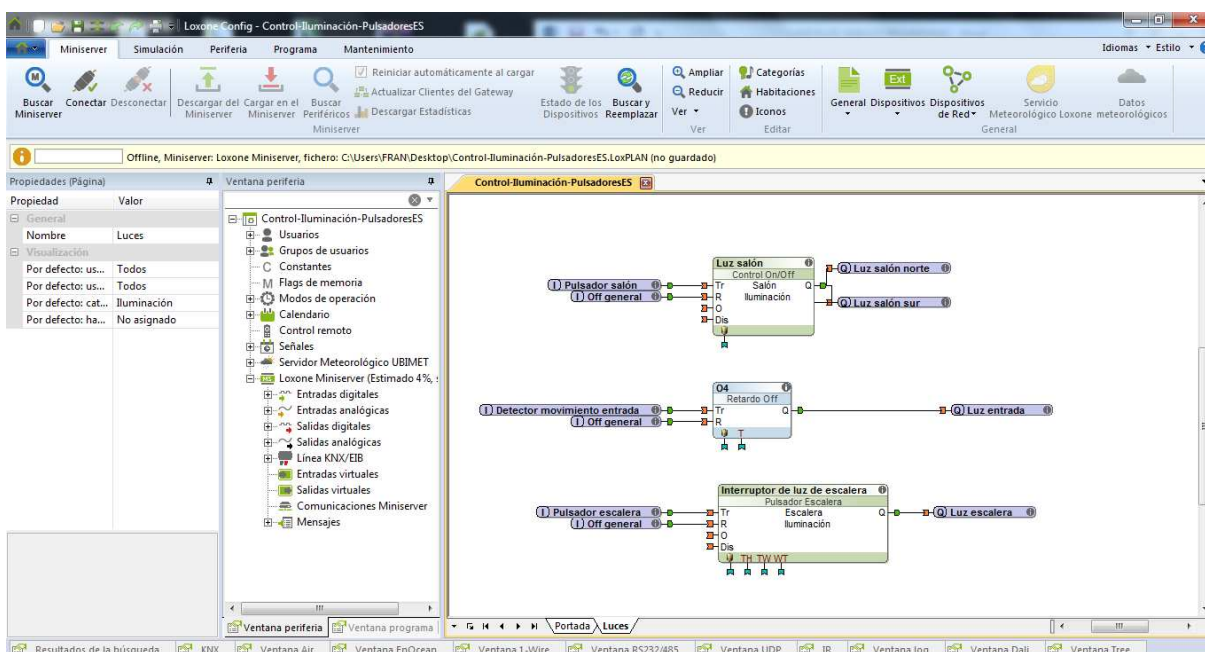 Loxone Config - Control-Iluminación-PulsadoresES
Miniserver Simulación Periferia Programa Mantenimiento Idiomas Estilo
Buscar Miniserver
Conectar
Desconectar
Descargar del Miniserver
Cargar en el Miniserver
Buscar Periféricos
Reiniciar automáticamente al cargar
Actualizar Clientes del Gateway
Descargar Estadísticas
Estado de los Dispositivos
Buscar y Reemplazar
Ampliar
Reducir
Ver
Categorías
Habitaciones
Iconos
General
Ext
Dispositivos
Dispositivos de Red
Servicio Meteorológico Loxone
Datos meteorológicos
Miniserver Ver Editar General
Offline, Miniserver: Loxone Miniserver, fichero: C:\Users\FRAN\Desktop\Control-Iluminación-PulsadoresES.LoxPLAN (no guardado)
Propiedades (Página)
Propiedad Valor
General
Nombre Luces
Visualización
Por defecto: us... Todos
Por defecto: us... Todos
Por defecto: cat... Iluminación
Por defecto: ha... No asignado
Ventana periferia
Control-Iluminación-PulsadoresES
Usuarios
Grupos de usuarios
C Constantes
M Flags de memoria
Modos de operación
Calendario
Control remoto
Señales
Servidor Meteorológico UBIMET
Loxone Miniserver (Estimado 4%, s
Entradas digitales
Entradas analógicas
Salidas digitales
Salidas analógicas
Línea KNX/EIB
Entradas virtuales
Salidas virtuales
Comunicaciones Miniserver
Mensajes
Ventana periferia Ventana programa
Control-Iluminación-PulsadoresES
Luz salón
Control On/Off
(I) Pulsador salón Tr Salón Q (Q) Luz salón norte
(I) Off general R Iluminación (Q) Luz salón sur
O
Dis
O4
Retardo Off
(I) Detector movimiento entrada Tr Q (Q) Luz entrada
(I) Off general R
T
Interruptor de luz de escalera
Pulsador Escalera
(I) Pulsador escalera Tr Escalera Q (Q) Luz escalera
(I) Off general R Iluminación
O
Dis
TH TW WT
Portada Luces
Resultados de la búsqueda KNX Ventana Air Ventana EnOcean Ventana 1-Wire Ventana RS232/485 Ventana UDP IR Ventana log Ventana Dali Ventana Tree